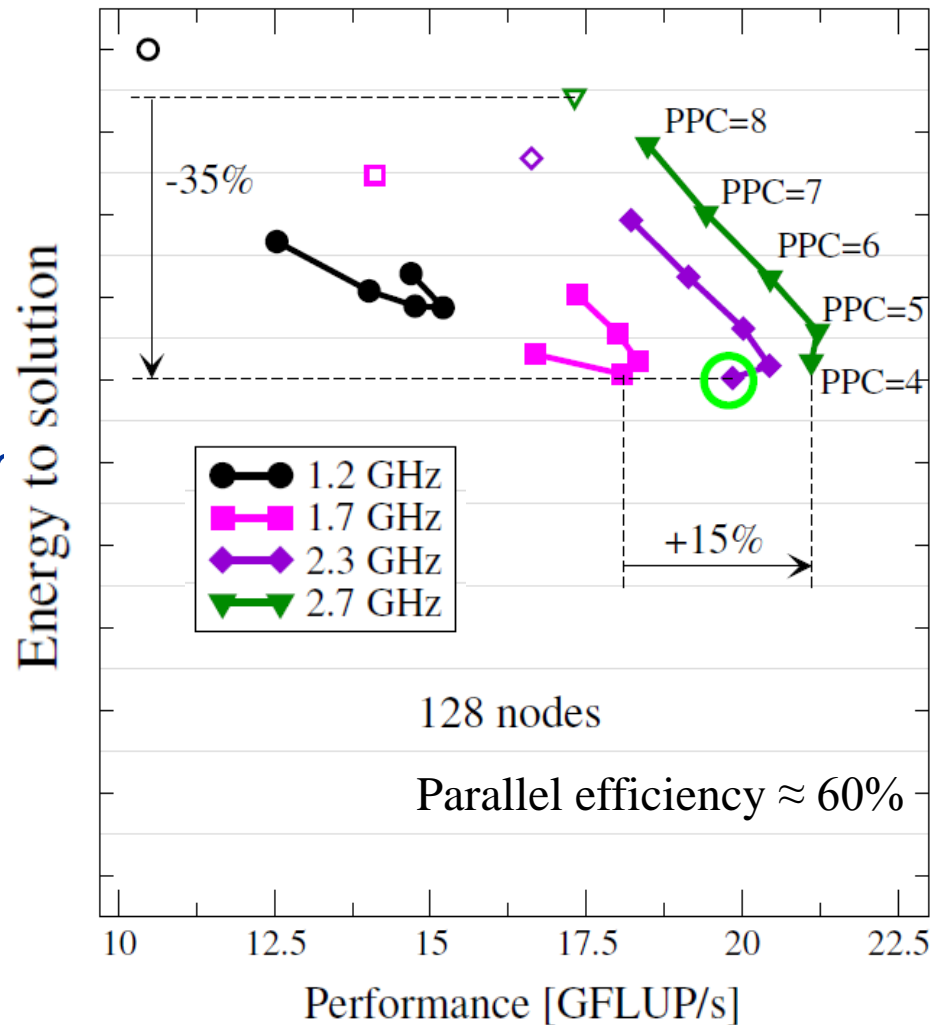 PPC=8
-35%
PPC=7
PPC=6
PPC=5
PPC=4
Energy to solution
1.2 GHz
1.7 GHz
2.3 GHz
2.7 GHz
+15%
128 nodes
Parallel efficiency ≈ 60%
10 12.5 15 17.5 20 22.5
Performance [GFLUP/s]